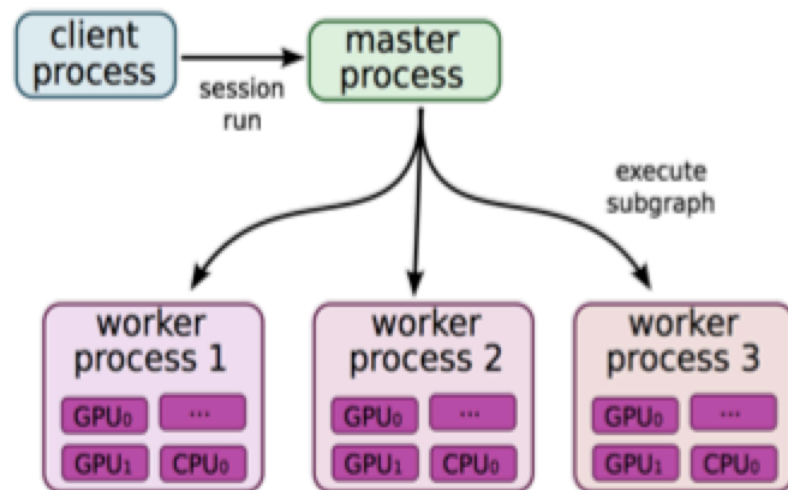 client
process
session
run
master
process
execute
subgraph
worker
process 1
GPU₀
...
GPU₁
CPU₀
worker
process 2
GPU₀
...
GPU₁
CPU₀
worker
process 3
GPU₀
...
GPU₁
CPU₀